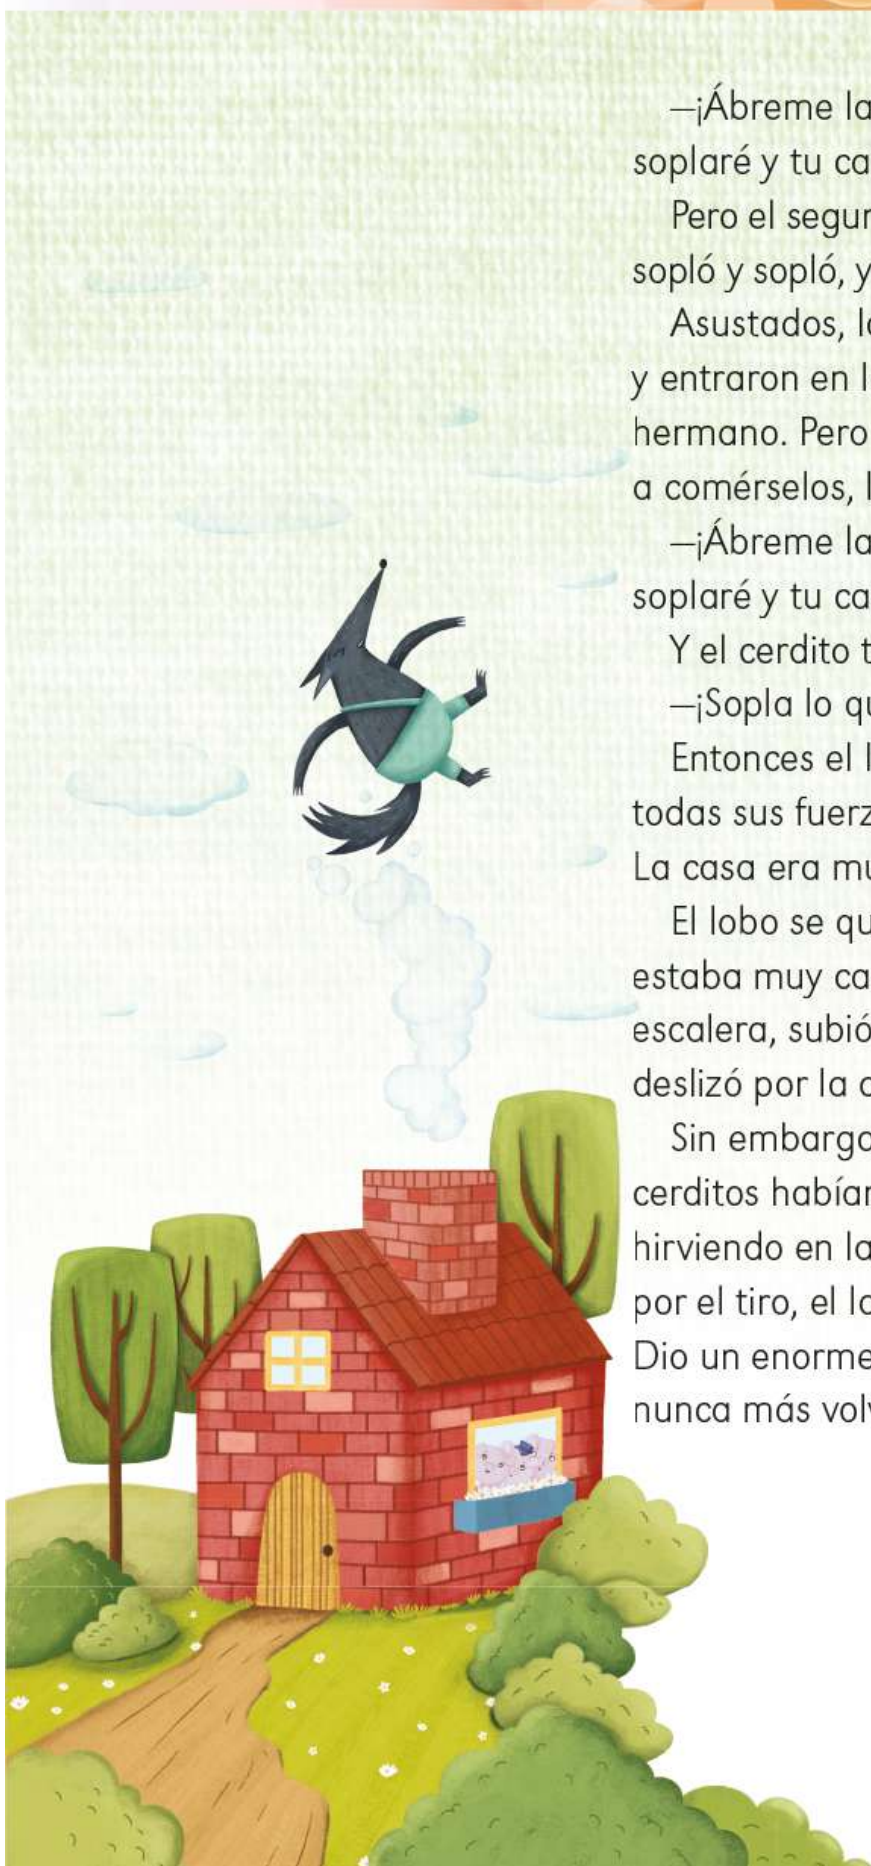 —¡Ábreme la
soplaré y tu ca
Pero el segun
sopló y sopló, y
Asustados, lo
y entraron en l
hermano. Pero
a comérselos, l
—¡Ábreme la
soplaré y tu ca
Y el cerdito t
—¡Sopla lo qu
Entonces el l
todas sus fuerz
La casa era mu
El lobo se qu
estaba muy ca
escalera, subió
deslizó por la c
Sin embargo
cerditos habían
hirviendo en la
por el tiro, el lo
Dio un enorme
nunca más volv